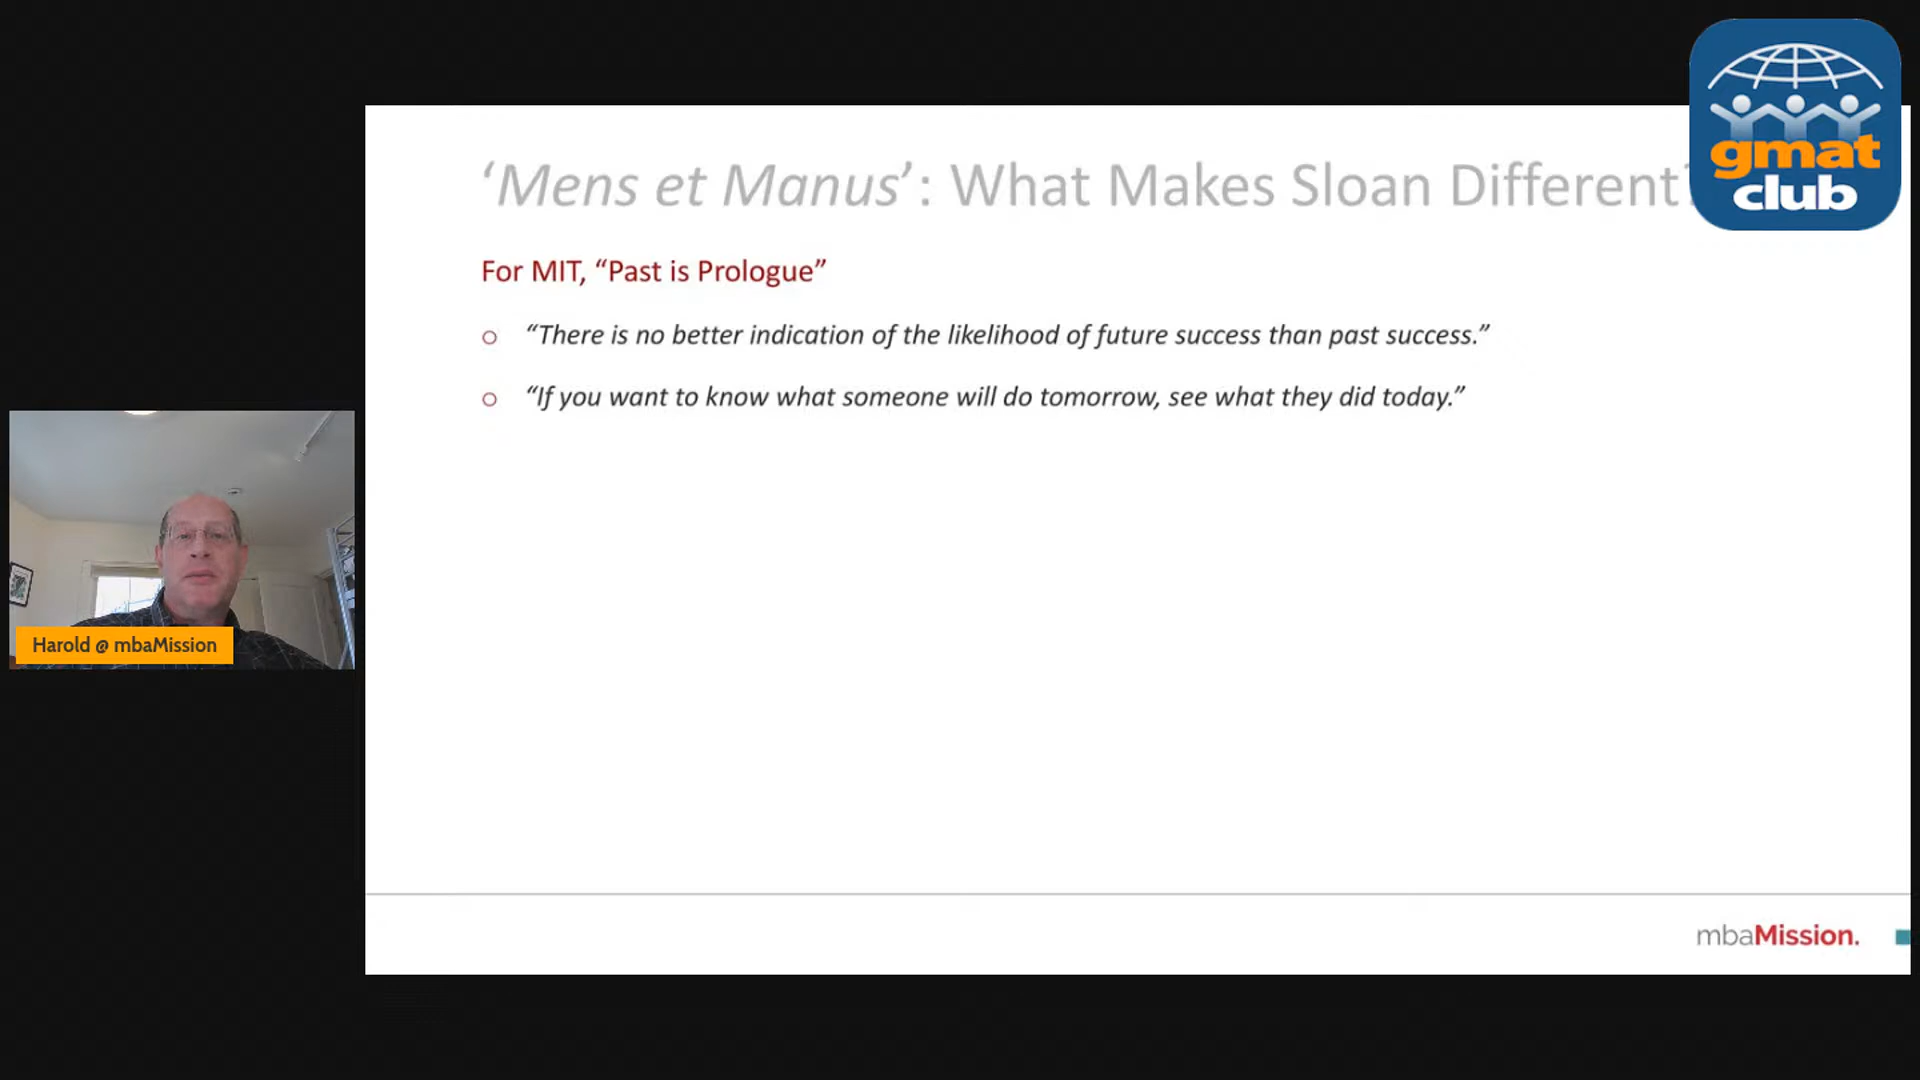 gmat
club
‘Mens et Manus’: What Makes Sloan Different?
For MIT, “Past is Prologue”
“There is no better indication of the likelihood of future success than past success.”
“If you want to know what someone will do tomorrow, see what they did today.”
Harold @ mbaMission
mbaMission.